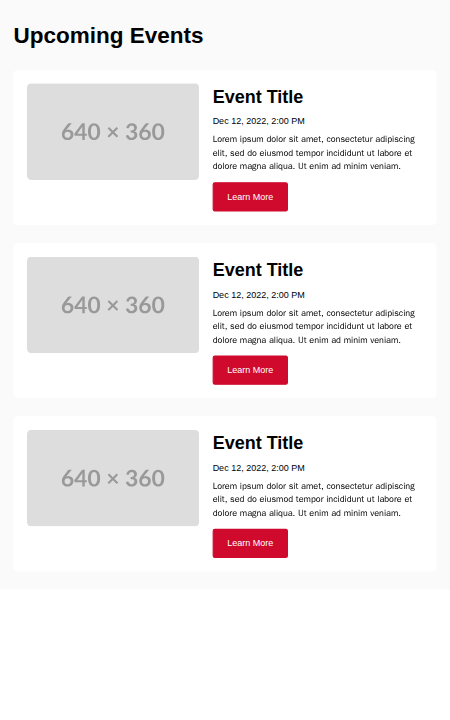 Upcoming Events
640 × 360
Event Title
Dec 12, 2022, 2:00 PM
Lorem ipsum dolor sit amet, consectetur adipiscing
elit, sed do eiusmod tempor incididunt ut labore et
dolore magna aliqua. Ut enim ad minim veniam.
Learn More
640 × 360
Event Title
Dec 12, 2022, 2:00 PM
Lorem ipsum dolor sit amet, consectetur adipiscing
elit, sed do eiusmod tempor incididunt ut labore et
dolore magna aliqua. Ut enim ad minim veniam.
Learn More
640 × 360
Event Title
Dec 12, 2022, 2:00 PM
Lorem ipsum dolor sit amet, consectetur adipiscing
elit, sed do eiusmod tempor incididunt ut labore et
dolore magna aliqua. Ut enim ad minim veniam.
Learn More